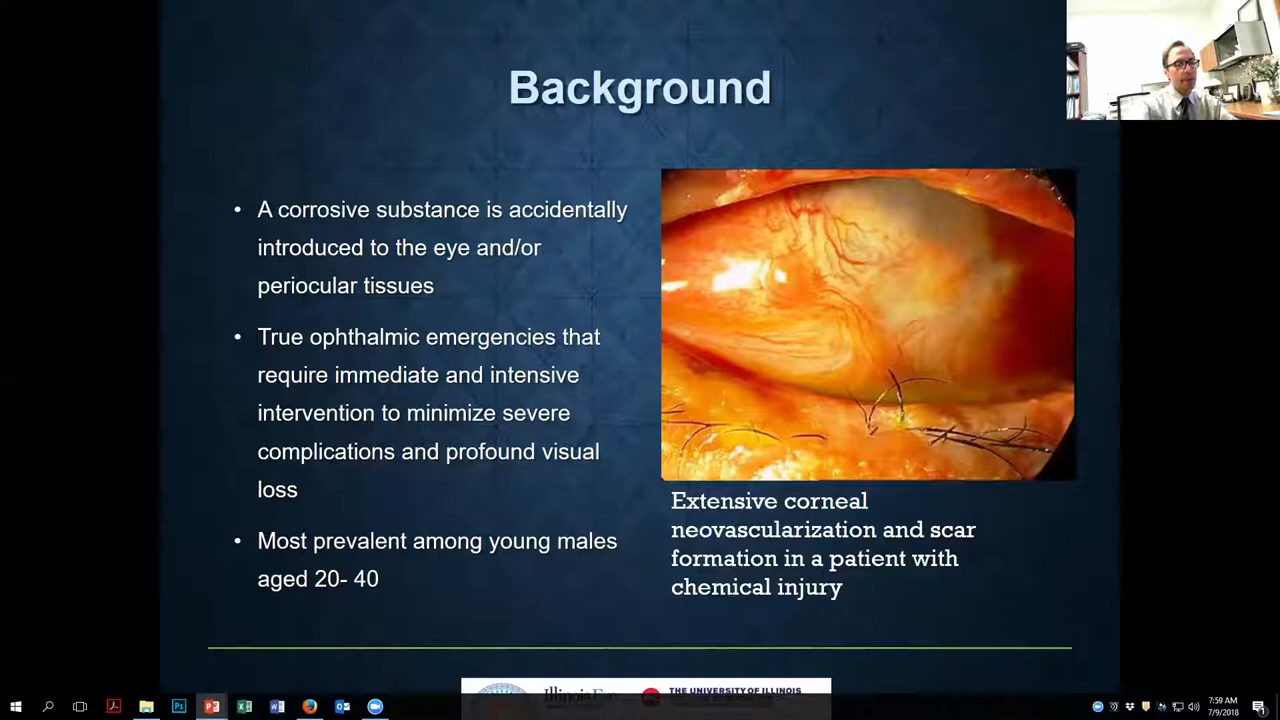 Background
• A corrosive substance is accidentally
introduced to the eye and/or
periocular tissues
• True ophthalmic emergencies that
require immediate and intensive
intervention to minimize severe
complications and profound visual
loss
• Most prevalent among young males
aged 20- 40
Extensive corneal
neovascularization and scar
formation in a patient with
chemical injury
THE UNIVERSITY OF ILLINOIS
7:59 AM
7/9/2018